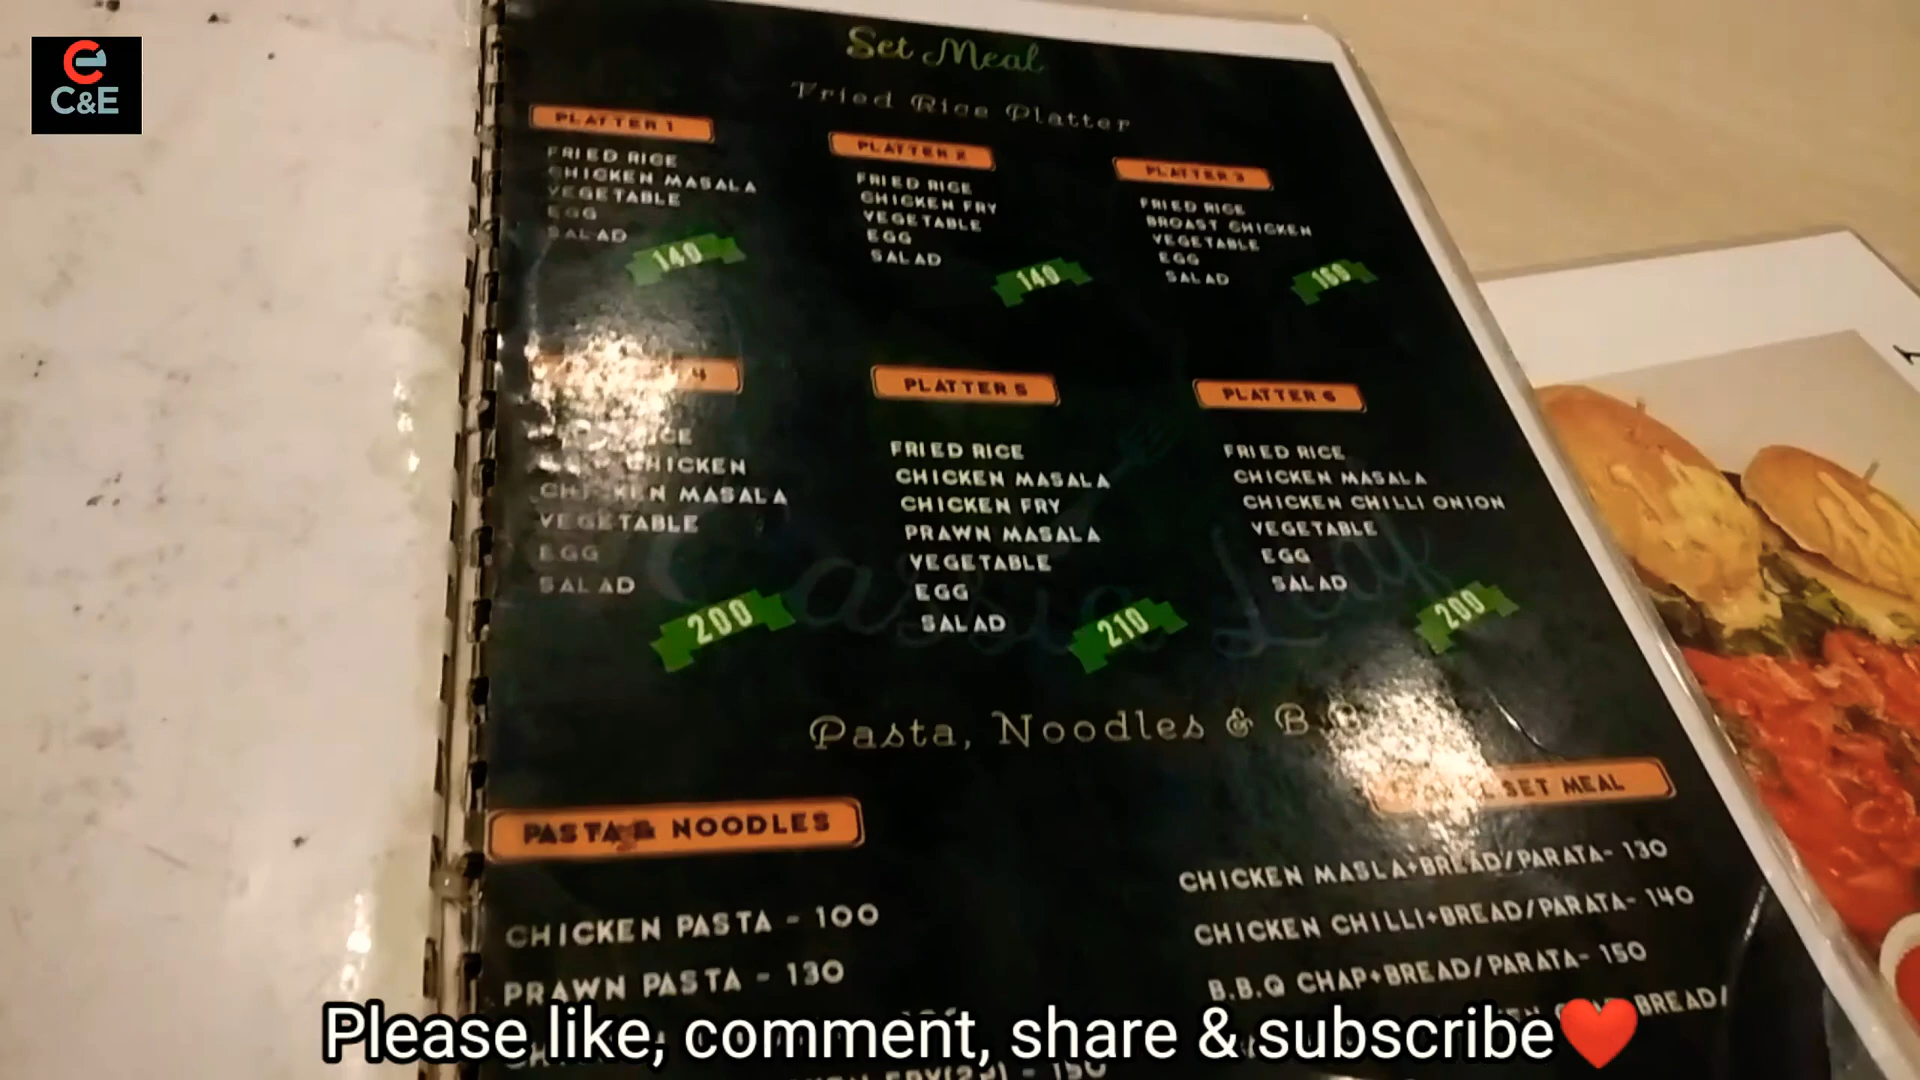 C&E
Set Meal
Fried Rice Platter
PLATTER 1
FRIED RICE
CHICKEN MASALA
VEGETABLE
EGG
SALAD
140
PLATTER 2
FRIED RICE
CHICKEN FRY
VEGETABLE
EGG
SALAD
140
PLATTER 3
FRIED RICE
BROAST CHICKEN
VEGETABLE
EGG
SALAD
160
4
CHICKEN
CHICKEN MASALA
VEGETABLE
EGG
SALAD
200
PLATTER 5
FRIED RICE
CHICKEN MASALA
CHICKEN FRY
PRAWN MASALA
VEGETABLE
EGG
SALAD
210
PLATTER 6
FRIED RICE
CHICKEN MASALA
CHICKEN CHILLI ONION
VEGETABLE
EGG
SALAD
200
Cassia Leaf
Pasta, Noodles &
PASTA & NOODLES
CHICKEN PASTA - 100
PRAWN PASTA - 130
- 150
SET MEAL
CHICKEN MASLA+BREAD/PARATA- 130
CHICKEN CHILLI+BREAD/PARATA- 140
B.B.Q CHAP+BREAD/PARATA- 150
BREAD/
Please like, comment, share & subscribe❤️